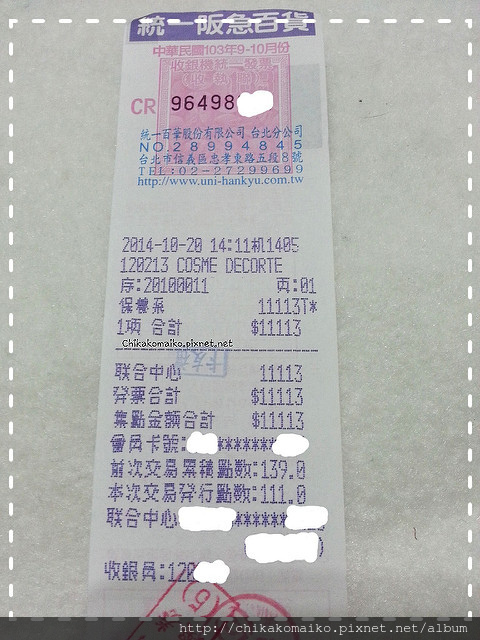 統一阪急百貨
中華民國103年9-10月份
收銀機統一發票
CR 96498
統一百華股份有限公司 台北分公司
NO.28994845
台北市信義區忠孝東路五段8號
TEL:02-27299699
http://www.uni-hankyu.com.tw
2014-10-20 14:11机1405
120213 COSME DECORTE
序:20100011 丙:01
保養系 11113T*
1項 合計 $11113
Chikakomaiko.pixnet.net
联合中心 11113
發票合計 $11113
集點金額合計 $11113
會員卡號: *******
前次交易累積點数:139.0
本次交易發行點数:111.0
联合中心 *****
)
收銀員:120
http://chikakomaiko.pixnet.net/album